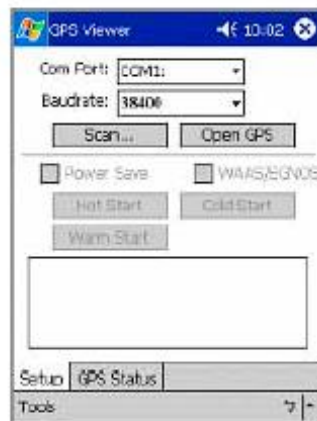 GPS Viewer 10:02
Com Port: COM1:
Baudrate: 38400
Scan... Open GPS
Power Save WAAS/EGNOS
Hot Start Cold Start
Warm Start
Setup GPS Status
Tools